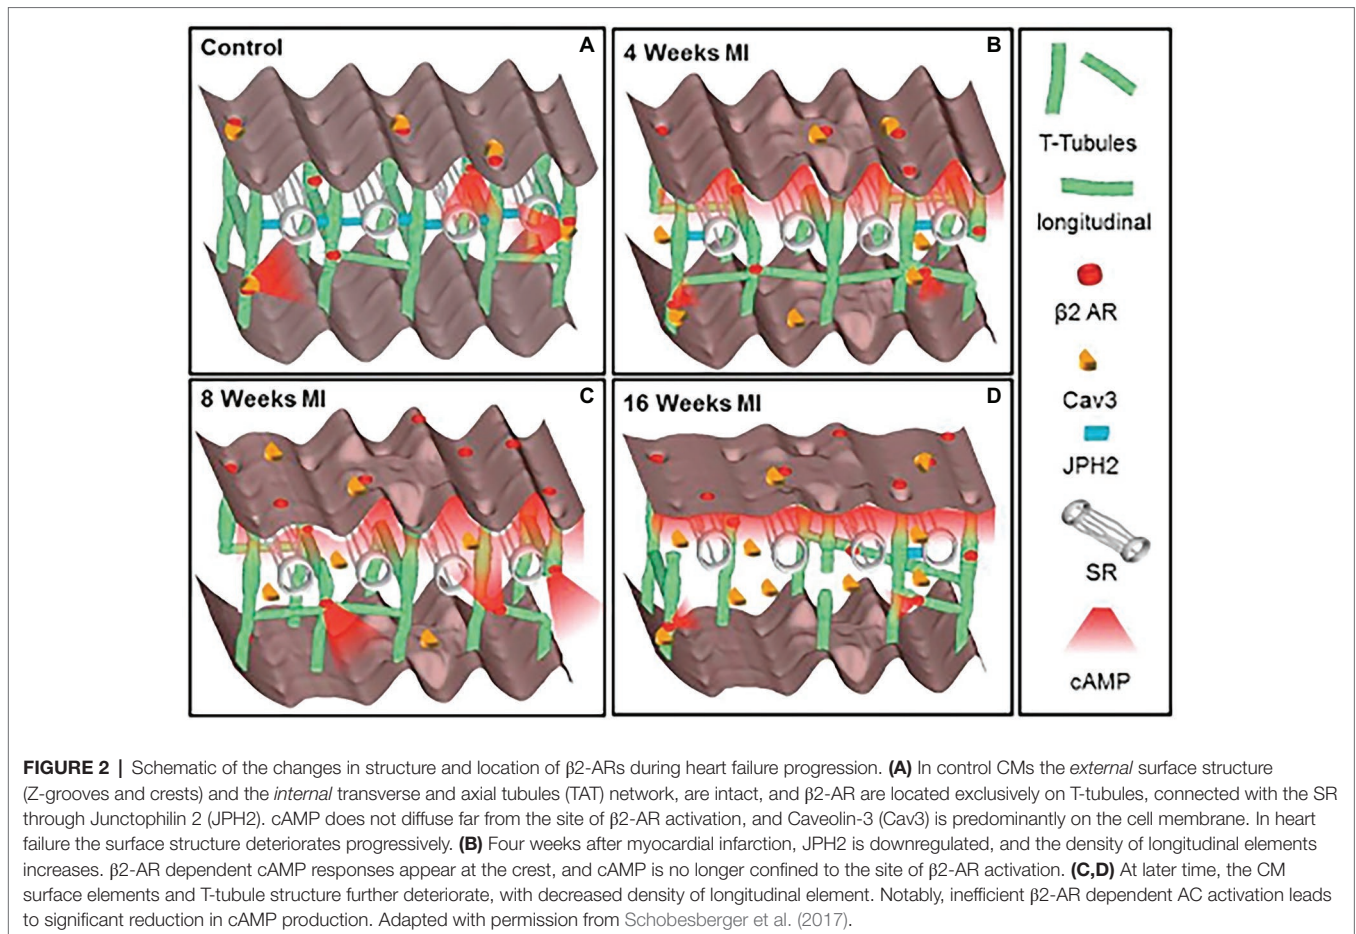 Control
A
4 Weeks MI
B
8 Weeks MI
C
16 Weeks MI
D
T-Tubules
longitudinal
β2 AR
Cav3
JPH2
SR
cAMP
FIGURE 2 | Schematic of the changes in structure and location of β2-ARs during heart failure progression. (A) In control CMs the external surface structure
(Z-grooves and crests) and the internal transverse and axial tubules (TAT) network, are intact, and β2-AR are located exclusively on T-tubules, connected with the SR
through Junctophilin 2 (JPH2). cAMP does not diffuse far from the site of β2-AR activation, and Caveolin-3 (Cav3) is predominantly on the cell membrane. In heart
failure the surface structure deteriorates progressively. (B) Four weeks after myocardial infarction, JPH2 is downregulated, and the density of longitudinal elements
increases. β2-AR dependent cAMP responses appear at the crest, and cAMP is no longer confined to the site of β2-AR activation. (C,D) At later time, the CM
surface elements and T-tubule structure further deteriorate, with decreased density of longitudinal element. Notably, inefficient β2-AR dependent AC activation leads
to significant reduction in cAMP production. Adapted with permission from Schobesberger et al. (2017).